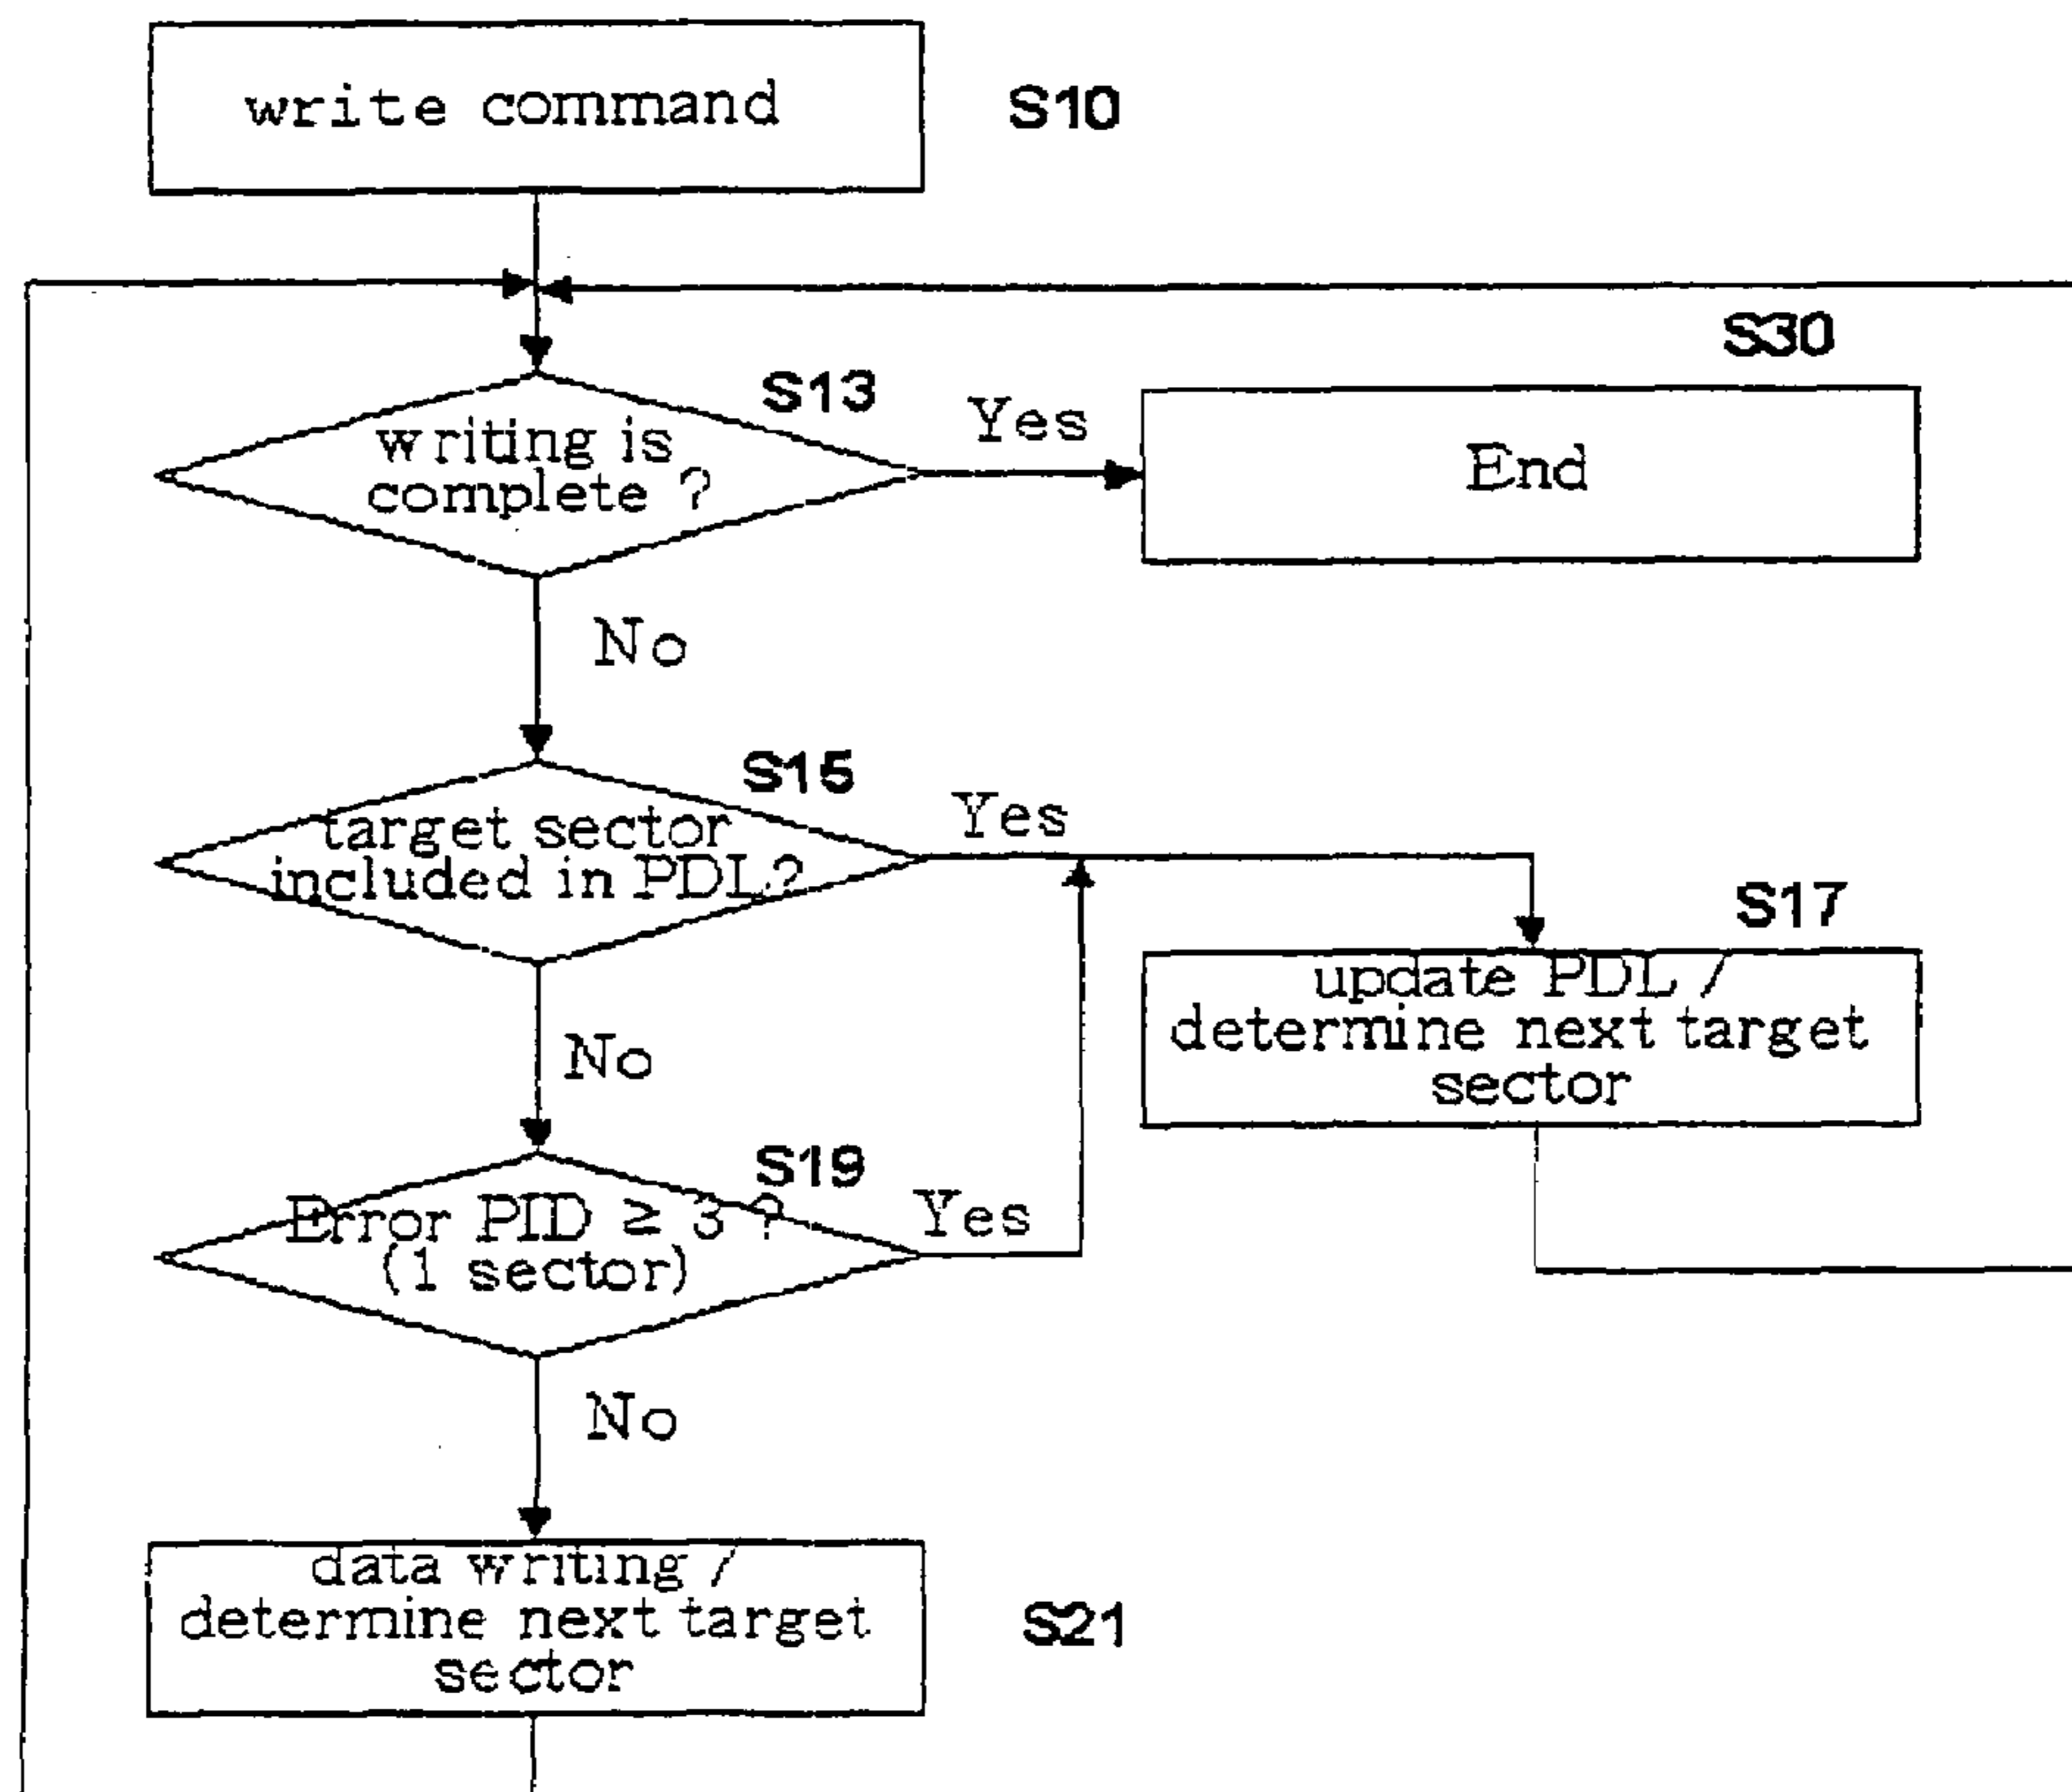 write command
S10
S30
S13
Yes
writing is
complete ?
End
No
S15
Yes
target sector
included in PDL?
S17
update PDL /
determine next target
sector
No
S19
Error PID ≥ 3 ?
(1 sector)
Yes
No
data writing /
determine next target
sector
S21